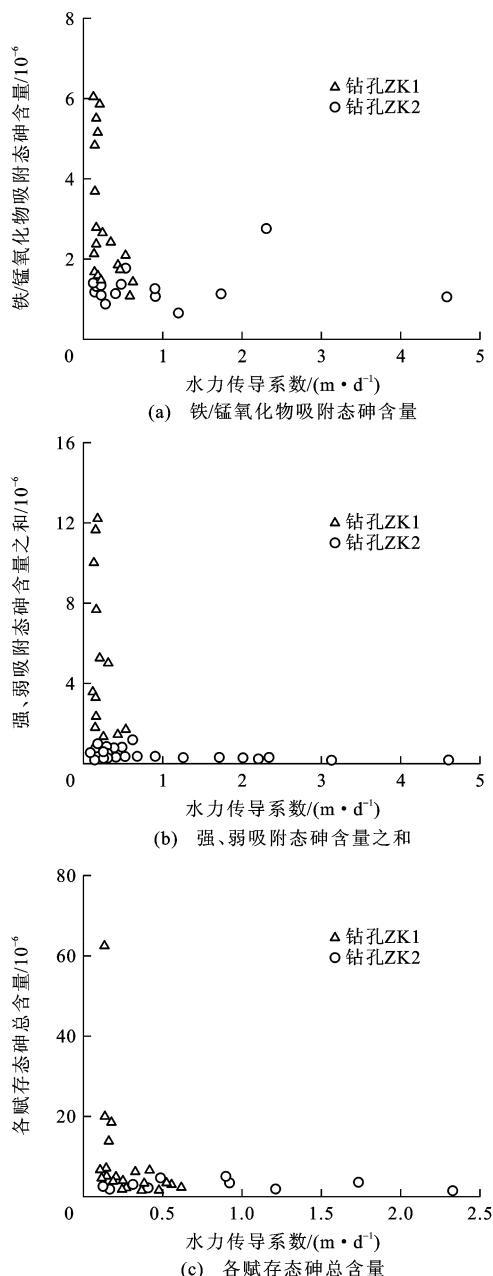 8
6
4
2
0
1
2
3
4
5
铁/锰氧化物吸附态砷含量/10⁻⁶
钻孔ZK1
钻孔ZK2
水力传导系数/(m·d⁻¹)
(a) 铁/锰氧化物吸附态砷含量
16
12
8
4
0
1
2
3
4
5
强、弱吸附态砷含量之和/10⁻⁶
钻孔ZK1
钻孔ZK2
水力传导系数/(m·d⁻¹)
(b) 强、弱吸附态砷含量之和
80
60
40
20
0
0.5
1.0
1.5
2.0
2.5
各赋存态砷总含量/10⁻⁶
钻孔ZK1
钻孔ZK2
水力传导系数/(m·d⁻¹)
(c) 各赋存态砷总含量